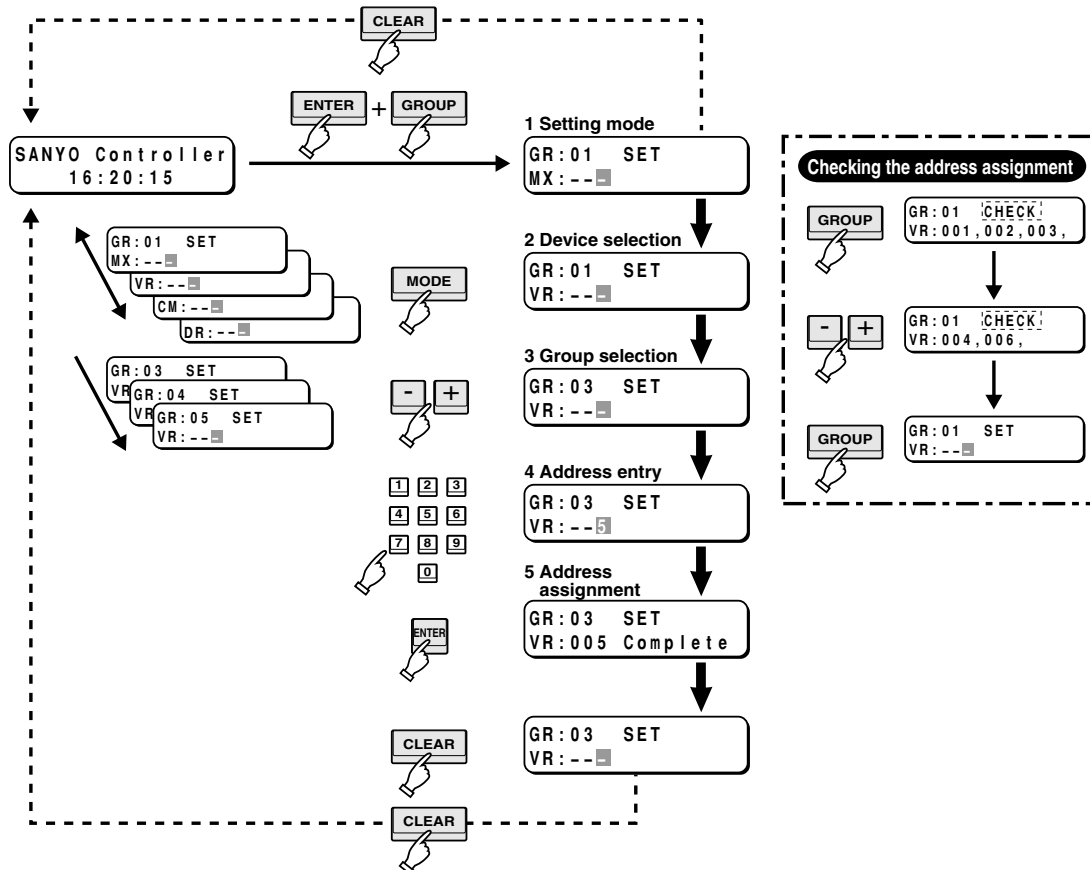 CLEAR
ENTER + GROUP
SANYO Controller
16:20:15
1 Setting mode
GR:01 SET
MX:---
2 Device selection
GR:01 SET
VR:---
3 Group selection
GR:03 SET
VR:---
4 Address entry
GR:03 SET
VR:--5
5 Address
assignment
GR:03 SET
VR:005 Complete
GR:03 SET
VR:---
GR:01 SET
MX:---
VR:---
CM:---
DR:---
MODE
GR:03 SET
VR
GR:04 SET
VR
GR:05 SET
VR:---
- +
1 2 3
4 5 6
7 8 9
0
ENTER
CLEAR
CLEAR
Checking the address assignment
GROUP
GR:01 CHECK
VR:001,002,003,
- +
GR:01 CHECK
VR:004,006,
GROUP
GR:01 SET
VR:---